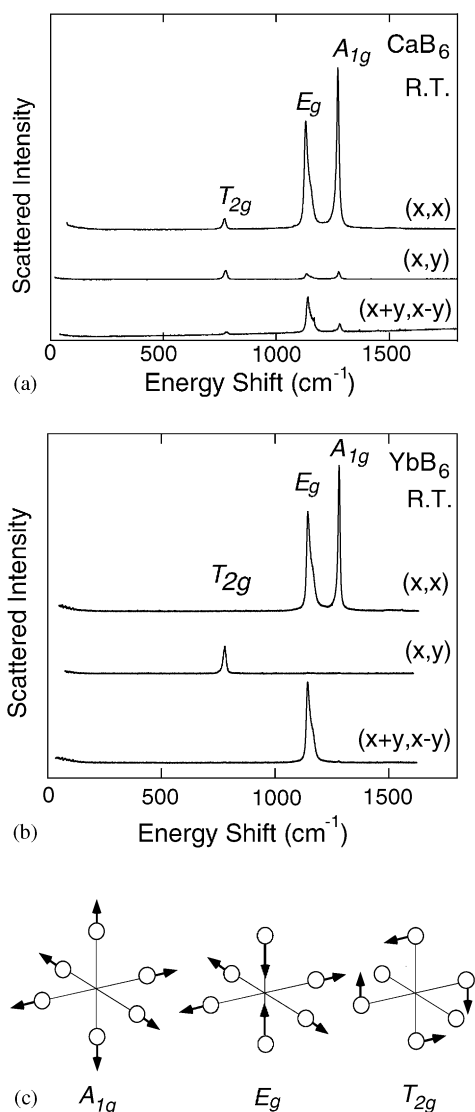 A1g
CaB6
R.T.
Eg
T2g
(x,x)
(x,y)
(x+y,x-y)
Scattered Intensity
0 500 1000 1500
(a) Energy Shift (cm-1)
A1g
YbB6
R.T.
Eg
T2g
(x,x)
(x,y)
(x+y,x-y)
Scattered Intensity
0 500 1000 1500
(b) Energy Shift (cm-1)
(c) A1g Eg T2g